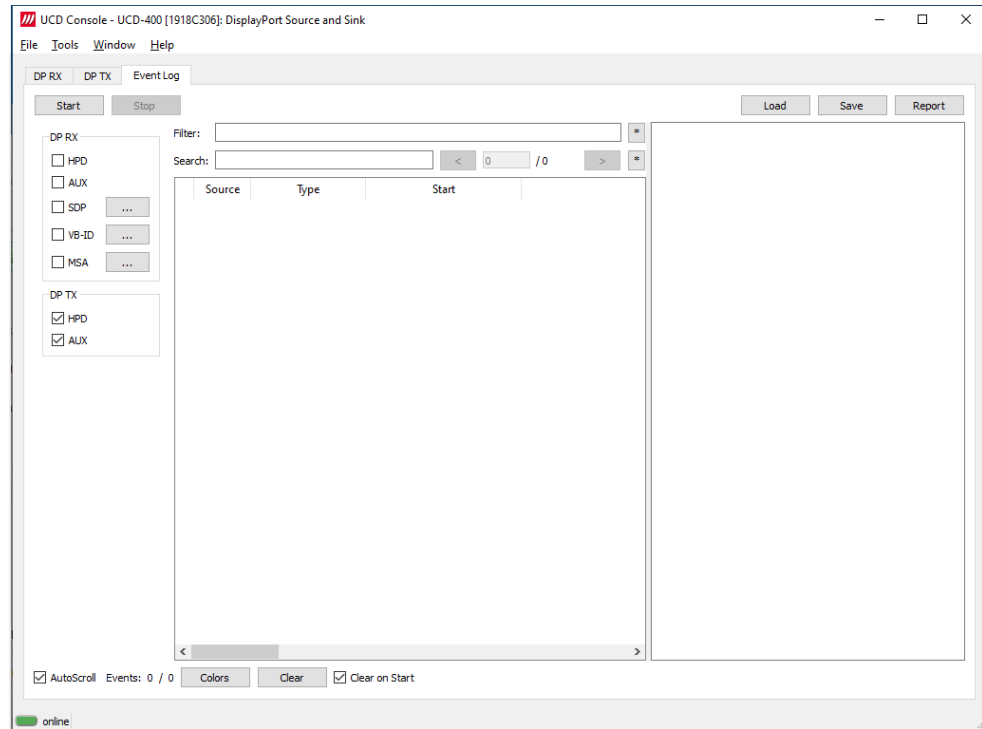 UCD Console - UCD-400 [1918C306]: DisplayPort Source and Sink
File Tools Window Help
DP RX DP TX Event Log
Start Stop Load Save Report
DP RX
HPD
AUX
SDP ...
VB-ID ...
MSA ...
DP TX
HPD
AUX
Filter: *
Search: < 0 / 0 > *
Source Type Start
< >
AutoScroll Events: 0 / 0 Colors Clear Clear on Start
online